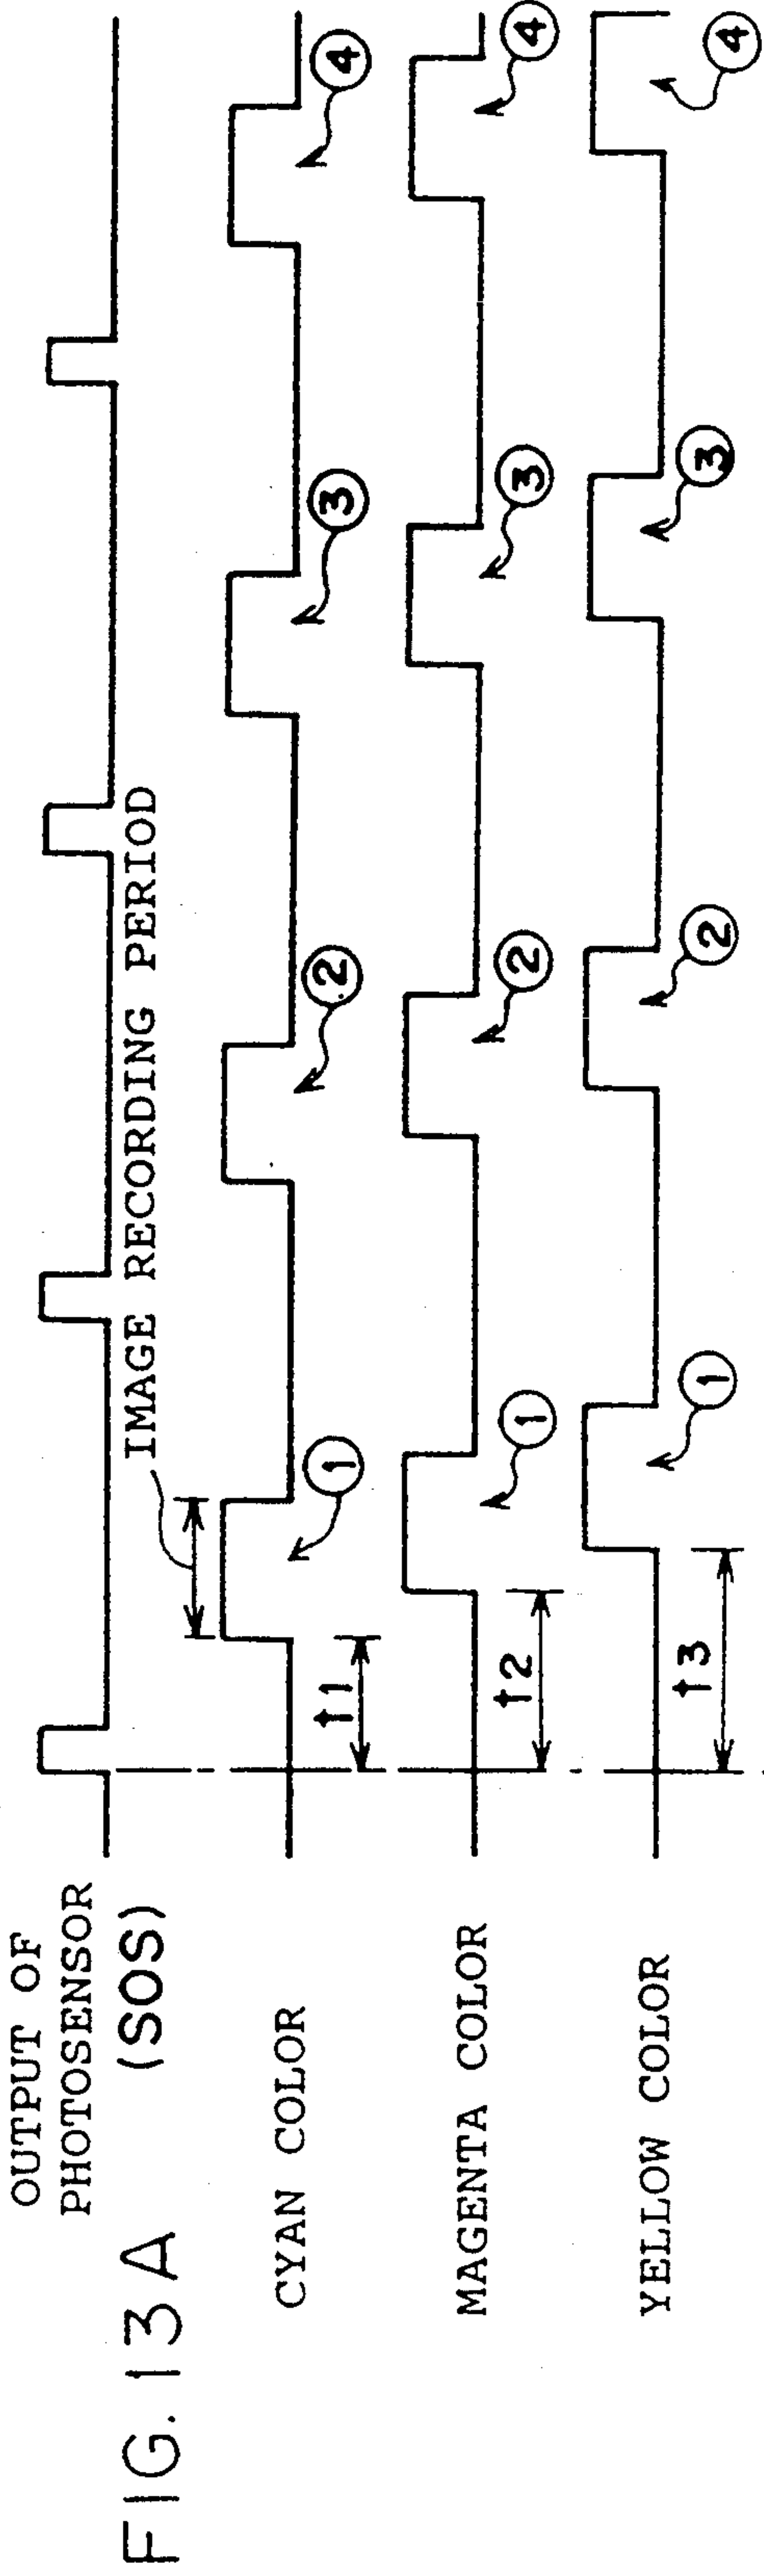 FIG. 13A
OUTPUT OF
PHOTOSENSOR
(SOS)
IMAGE RECORDING PERIOD
CYAN COLOR
t1
1
2
3
4
MAGENTA COLOR
t2
1
2
3
4
YELLOW COLOR
t3
1
2
3
4